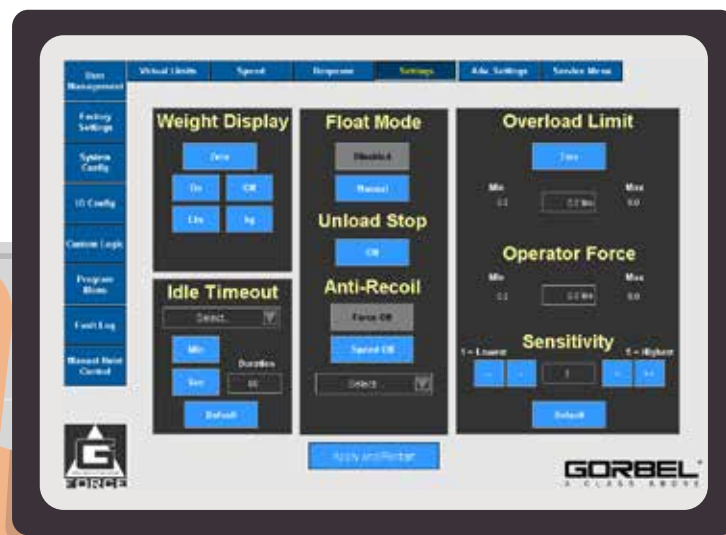 User Management
Virtual Limits
Speed
Response
Settings
Adv. Settings
Service Menu
Factory Settings
System Config
I/O Config
Custom Logic
Program Menu
Fault Log
Manual Hoist Control
Weight Display
Zero
On
Off
Lbs
kg
Idle Timeout
Select...
Min
Sec
Duration
Default
Float Mode
Disabled
Manual
Unload Stop
Off
Anti-Recoil
Force Off
Speed Off
Select...
Overload Limit
Zero
Min
Max
Operator Force
Min
Max
Sensitivity
1 = Lowest
5 = Highest
Default
Apply and Restart
G
FORCE
GORBEL
A CLASS ABOVE